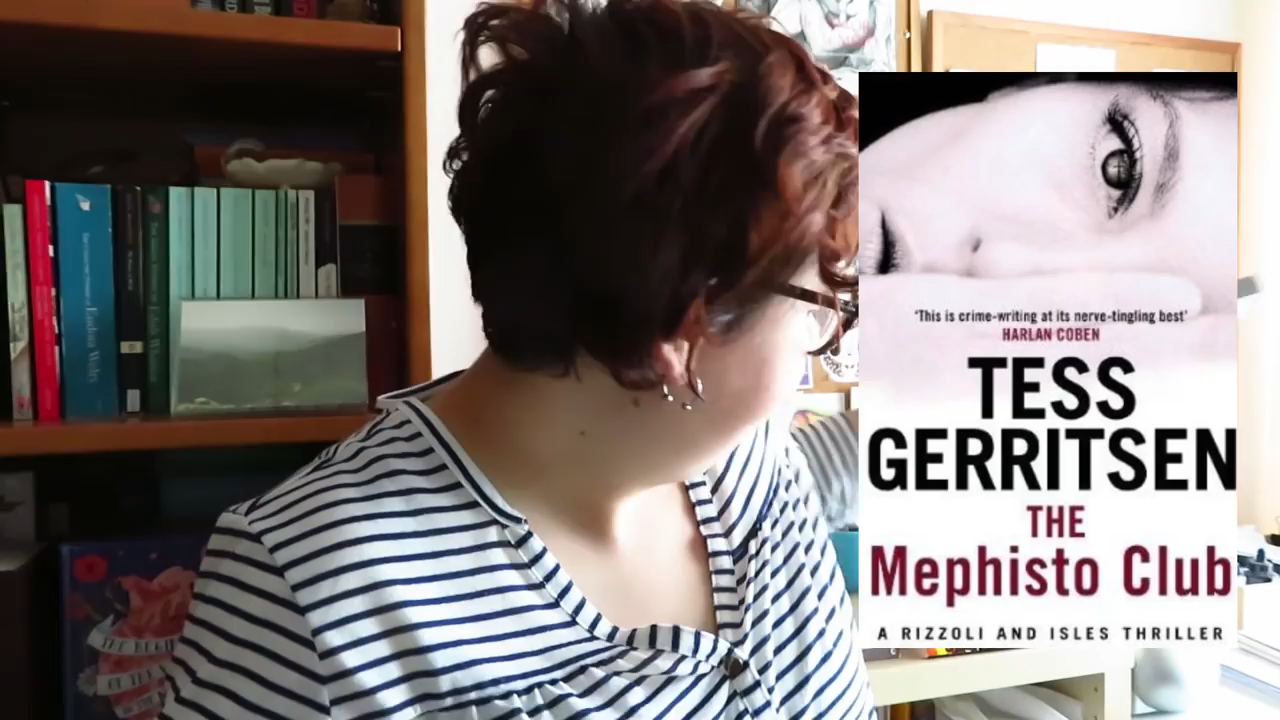 'This is crime-writing at its nerve-tingling best'
HARLAN COBEN
TESS
GERRITSEN
THE
Mephisto Club
A RIZZOLI AND ISLES THRILLER